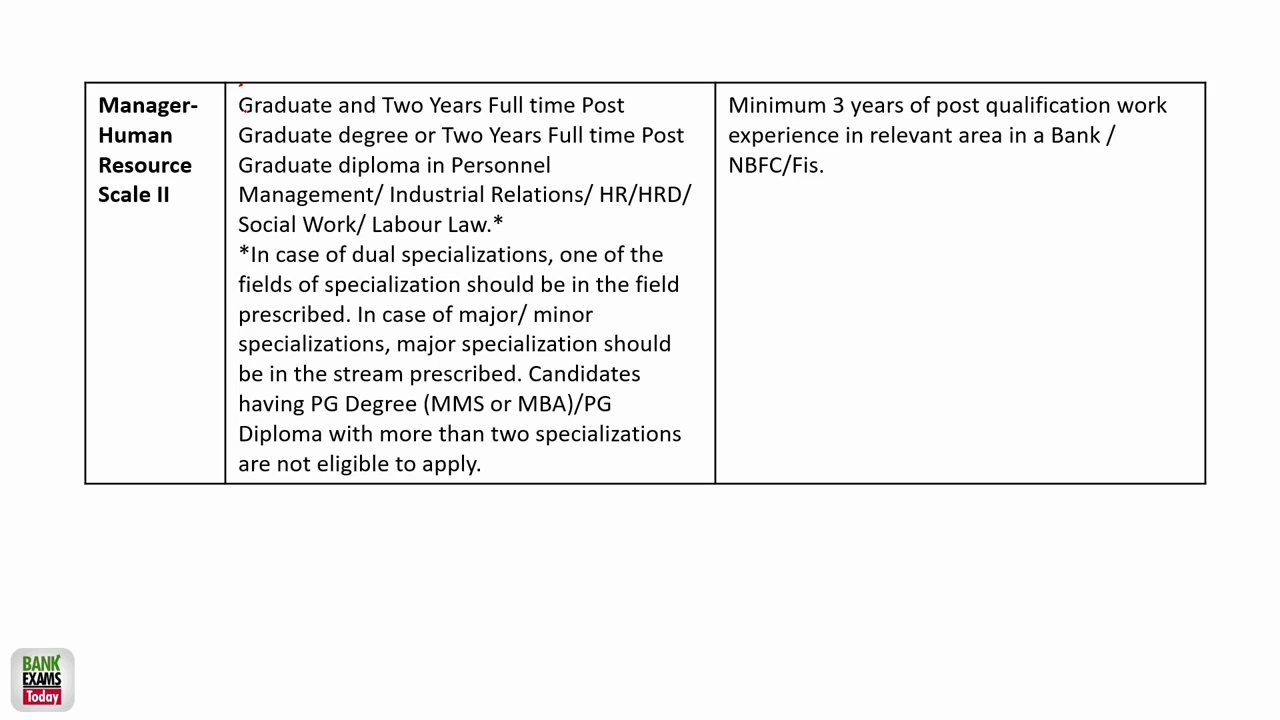 Manager-
Human
Resource
Scale II
Graduate and Two Years Full time Post
Graduate degree or Two Years Full time Post
Graduate diploma in Personnel
Management/ Industrial Relations/ HR/HRD/
Social Work/ Labour Law.*
*In case of dual specializations, one of the
fields of specialization should be in the field
prescribed. In case of major/ minor
specializations, major specialization should
be in the stream prescribed. Candidates
having PG Degree (MMS or MBA)/PG
Diploma with more than two specializations
are not eligible to apply.
Minimum 3 years of post qualification work
experience in relevant area in a Bank /
NBFC/Fis.
BANK
EXAMS
Today